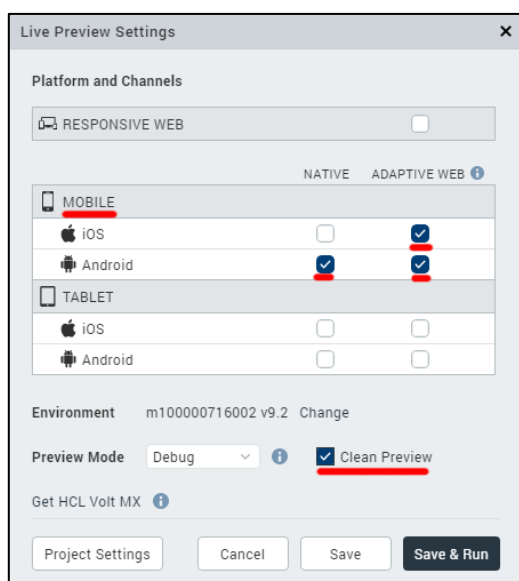 Live Preview Settings
Platform and Channels
RESPONSIVE WEB
NATIVE ADAPTIVE WEB
MOBILE
iOS
Android
TABLET
iOS
Android
Environment m100000716002 v9.2 Change
Preview Mode Debug Clean Preview
Get HCL Volt MX
Project Settings Cancel Save Save & Run